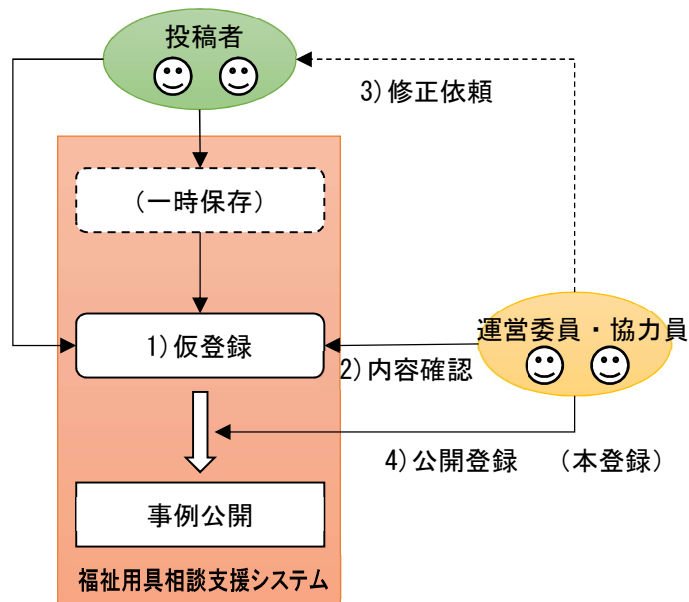 投稿者
3)修正依頼
(一時保存)
運営委員・協力員
1)仮登録
2)内容確認
4)公開登録 (本登録)
事例公開
福祉用具相談支援システム